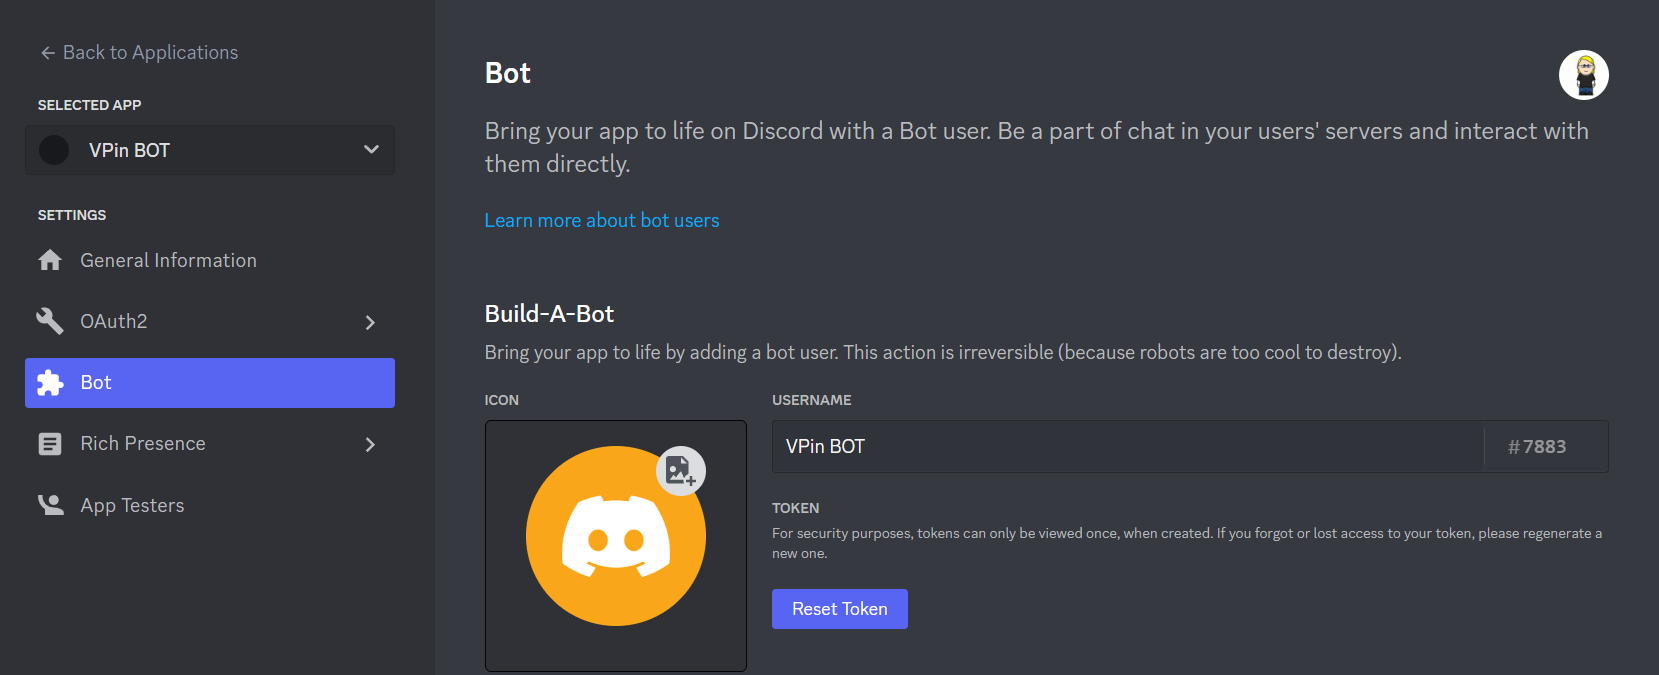 Back to Applications
SELECTED APP
VPin BOT
SETTINGS
General Information
OAuth2
Bot
Rich Presence
App Testers
Bot
Bring your app to life on Discord with a Bot user. Be a part of chat in your users' servers and interact with
them directly.
Learn more about bot users
Build-A-Bot
Bring your app to life by adding a bot user. This action is irreversible (because robots are too cool to destroy).
ICON
USERNAME
VPin BOT
#7883
TOKEN
For security purposes, tokens can only be viewed once, when created. If you forgot or lost access to your token, please regenerate a
new one.
Reset Token